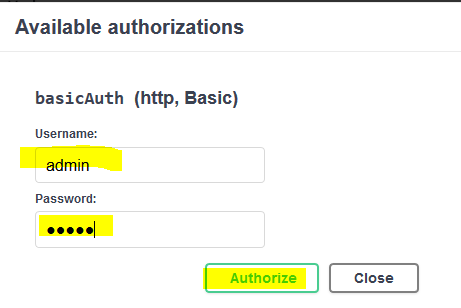 Available authorizations
basicAuth (http, Basic)
Username:
admin
Password:
●●●●●
Authorize Close